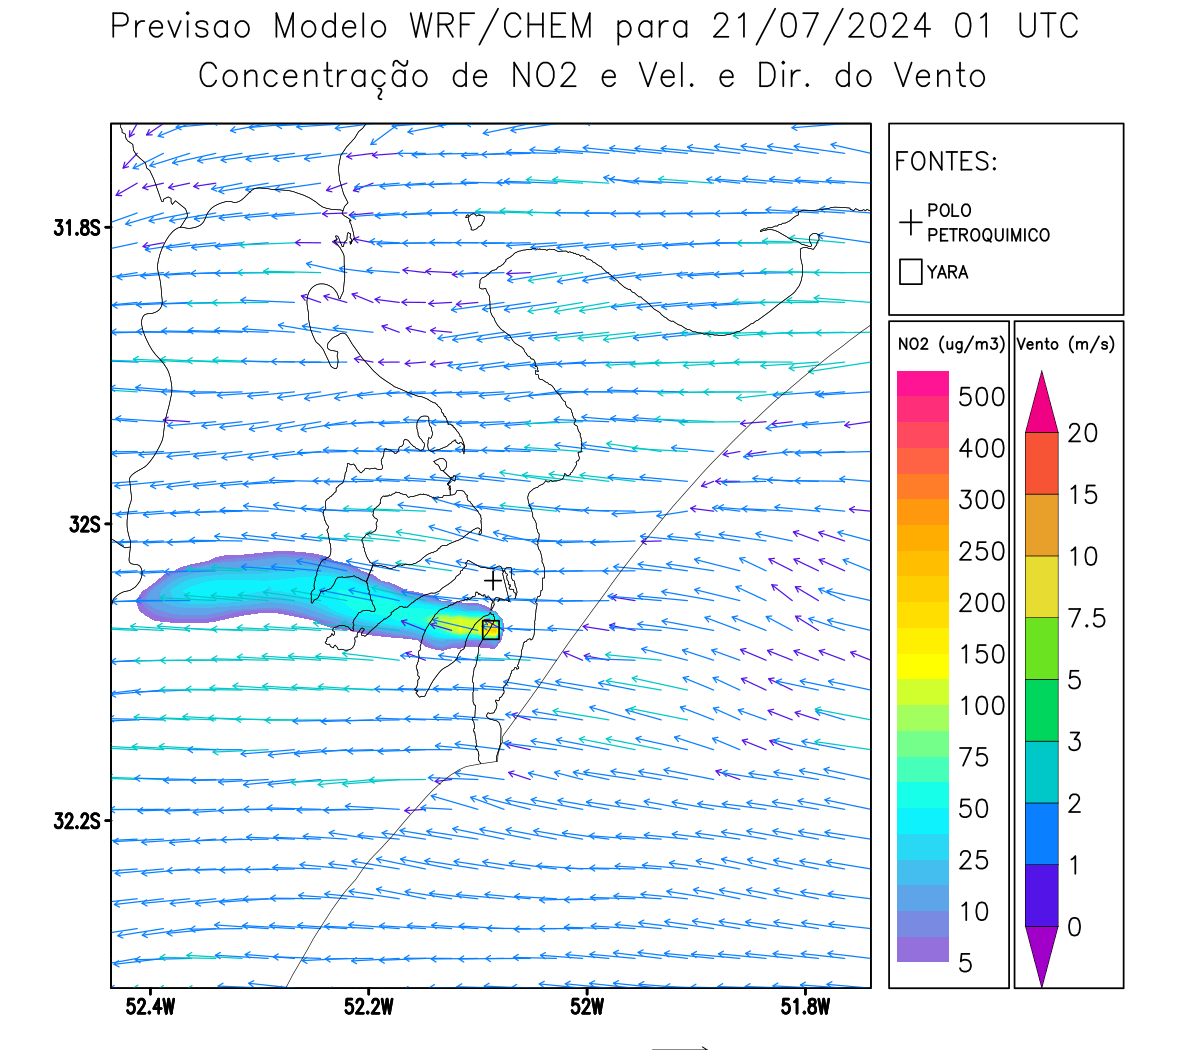 Previsao Modelo WRF/CHEM para 21/07/2024 01 UTC
Concentração de NO2 e Vel. e Dir. do Vento
FONTES:
POLO
PETROQUIMICO
YARA
NO2 (ug/m3)
500
400
300
250
200
150
100
75
50
25
10
5
Vento (m/s)
20
15
10
7.5
5
3
2
1
0
31.8S
32S
32.2S
52.4W
52.2W
52W
51.8W